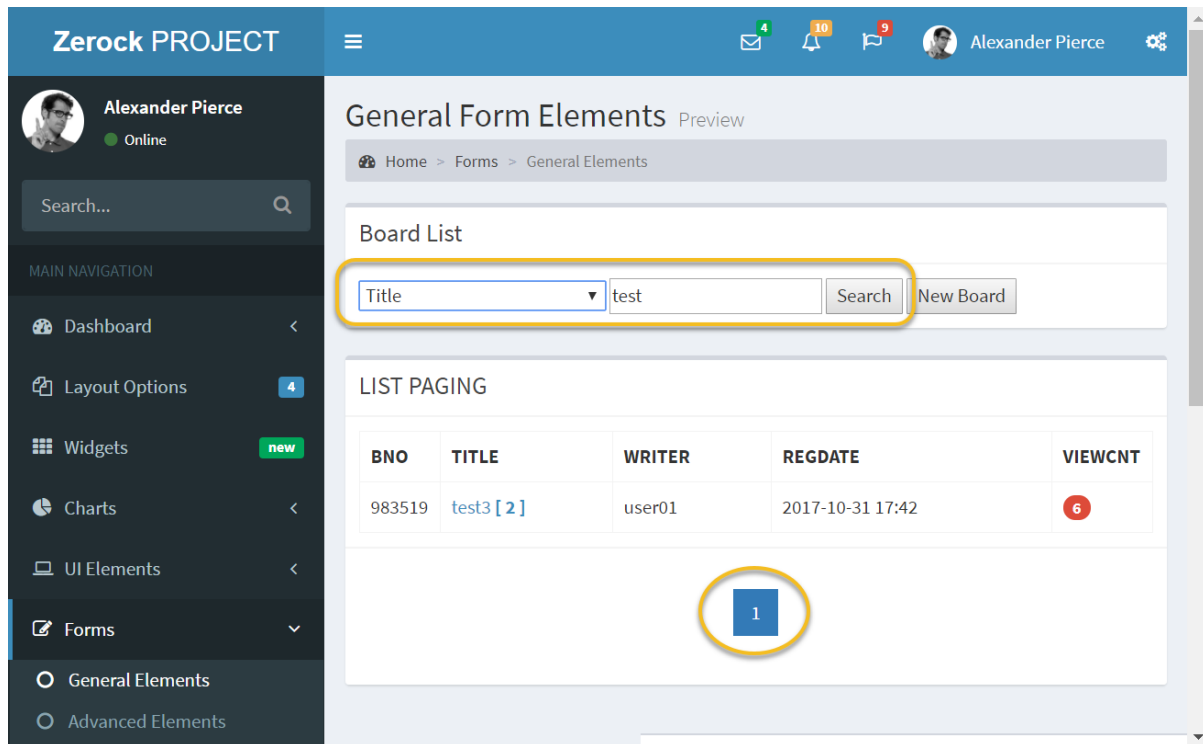 Zerock PROJECT
4 10 9 Alexander Pierce
Alexander Pierce
Online
Search...
MAIN NAVIGATION
Dashboard
Layout Options 4
Widgets new
Charts
UI Elements
Forms
General Elements
Advanced Elements
General Form Elements Preview
Home > Forms > General Elements
Board List
Title test Search New Board
LIST PAGING
BNO TITLE WRITER REGDATE VIEWCNT
983519 test3 [ 2 ] user01 2017-10-31 17:42 6
1